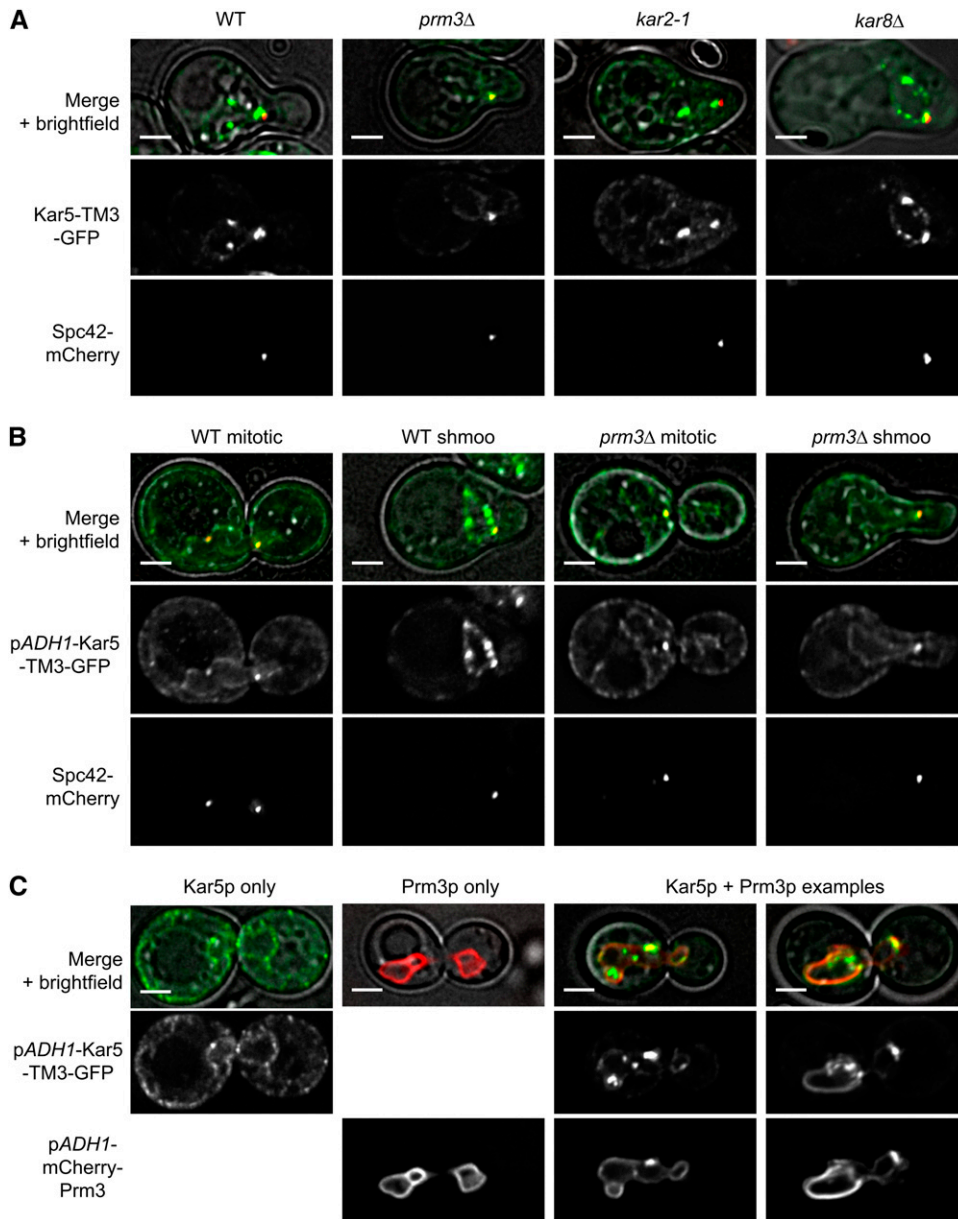 A
WT
prm3Δ
kar2-1
kar8Δ
Merge
+ brightfield
Kar5-TM3
-GFP
Spc42-
mCherry
B
WT mitotic
WT shmoo
prm3Δ mitotic
prm3Δ shmoo
Merge
+ brightfield
pADH1-Kar5
-TM3-GFP
Spc42-
mCherry
C
Kar5p only
Prm3p only
Kar5p + Prm3p examples
Merge
+ brightfield
pADH1-Kar5
-TM3-GFP
pADH1-
mCherry-
Prm3